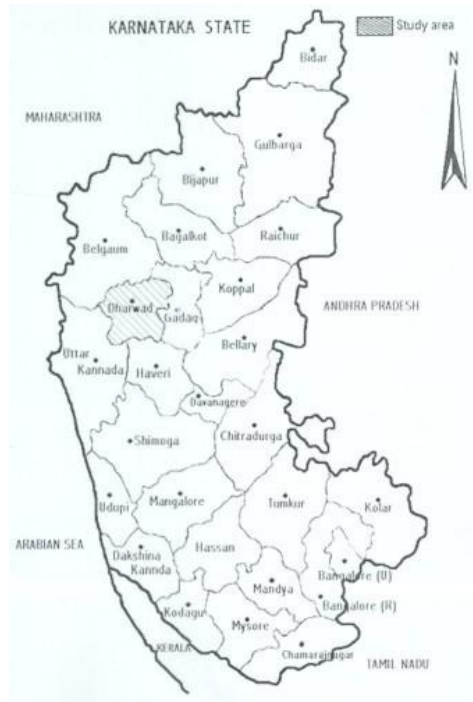 KARNATAKA STATE
Study area
N
Bidar
MAHARASHTRA
Gulbarga
Bijapur
Bagalkot
Raichur
Belgaum
Koppal
Dharwad
Gadag
ANDHRA PRADESH
Bellary
Uttar
Kannada
Haveri
Davanagero
Chitradurga
Shimoga
Udupi
Mangalore
Tumkur
Kolar
ARABIAN SEA
Dakshina
Kannda
Hassan
Bangalore (U)
Mandya
Bangalore (R)
Kodagu
Mysore
KERALA
Chamarajnugar
TAMIL NADU